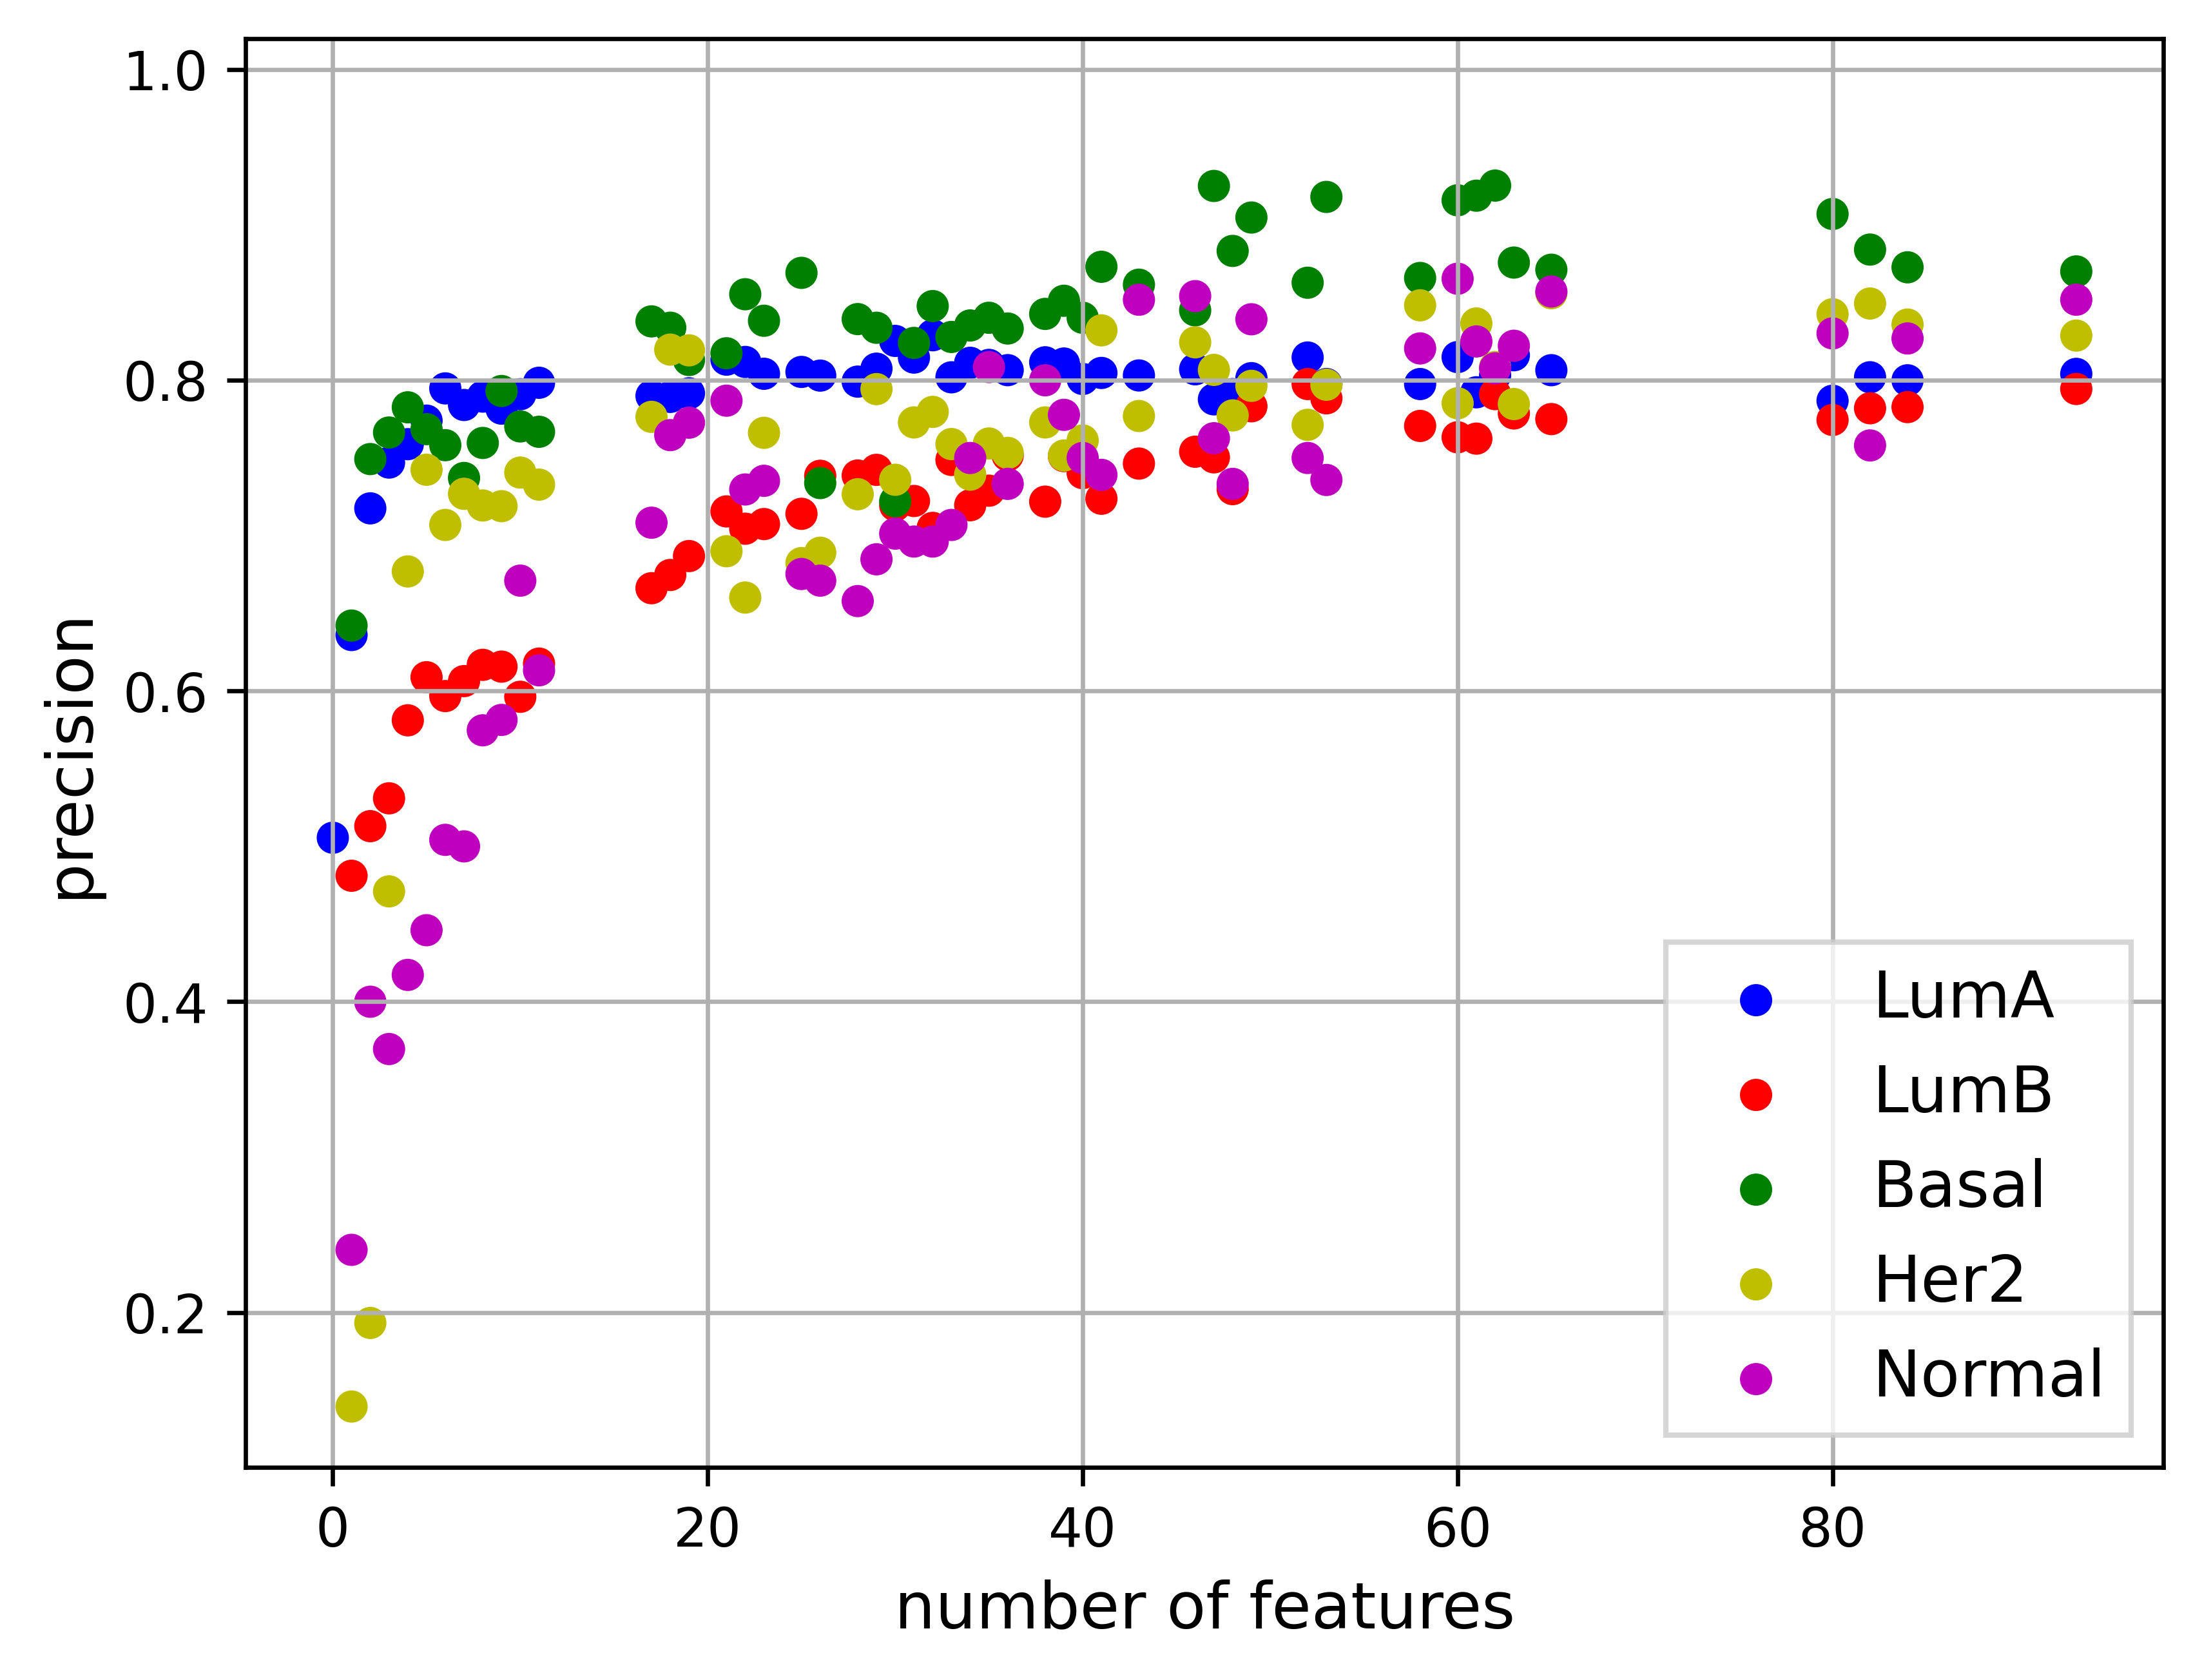 1.0
0.8
0.6
0.4
0.2
precision
0
20
40
60
80
number of features
LumA
LumB
Basal
Her2
Normal